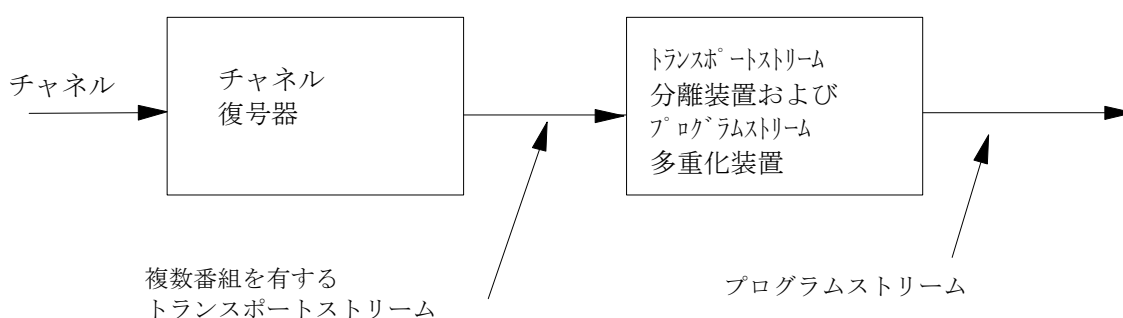 チャネル
チャネル
復号器
ﾄﾗﾝｽﾎﾟｰﾄｽﾄﾘｰﾑ
分離装置および
ﾌﾟﾛｸﾞﾗﾑｽﾄﾘｰﾑ
多重化装置
複数番組を有する
トランスポートストリーム
プログラムストリーム